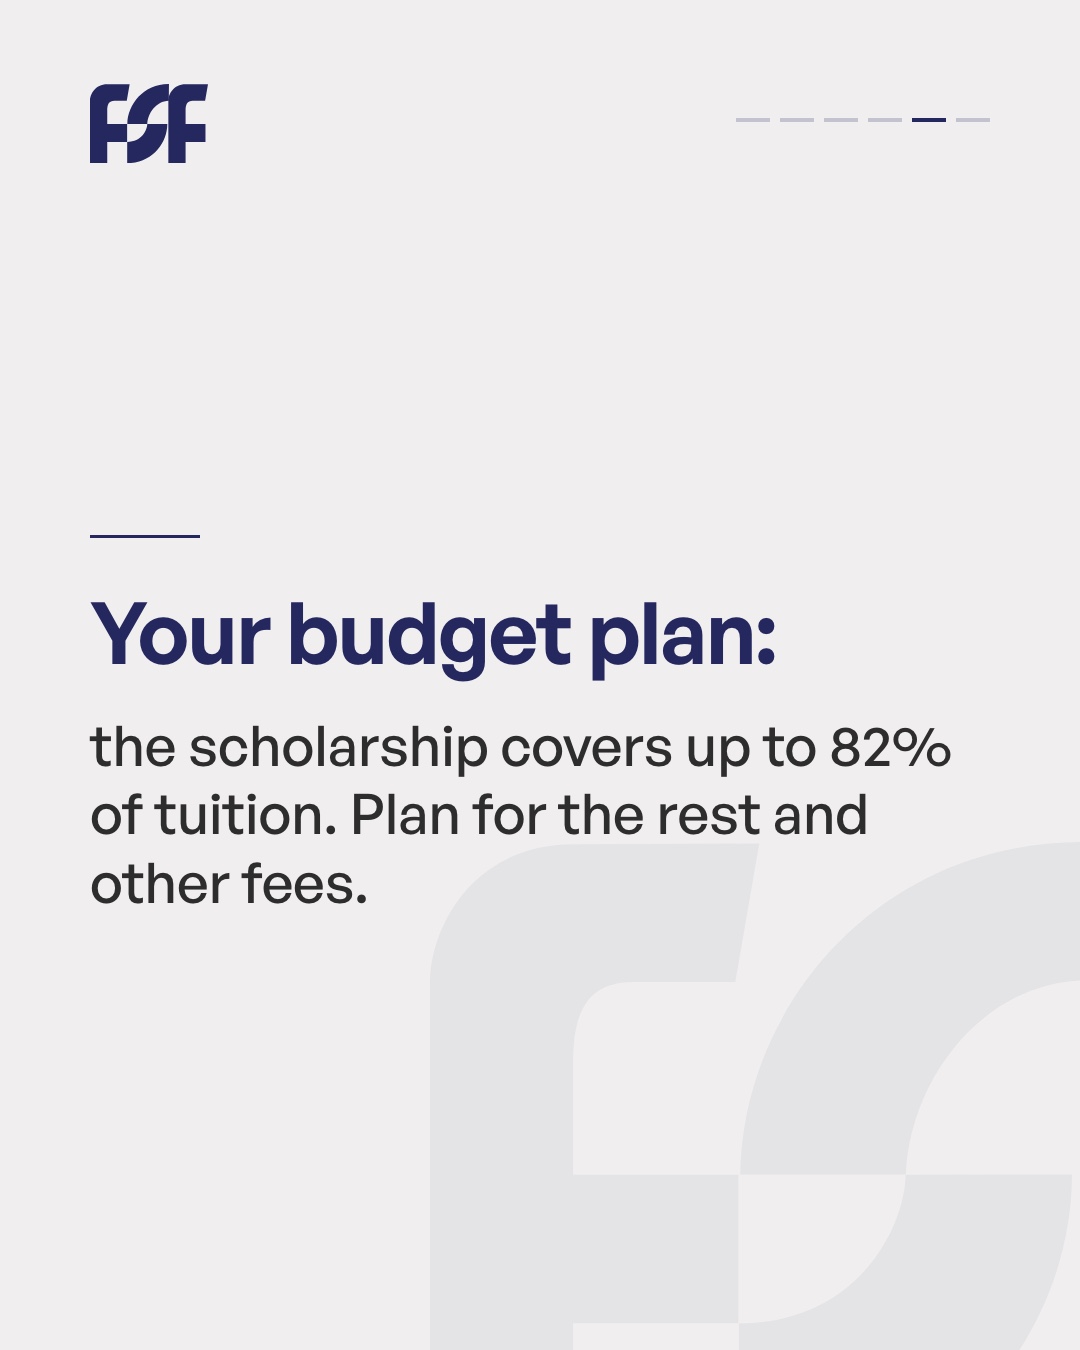 FSF
Your budget plan:
the scholarship covers up to 82%
of tuition. Plan for the rest and
other fees.